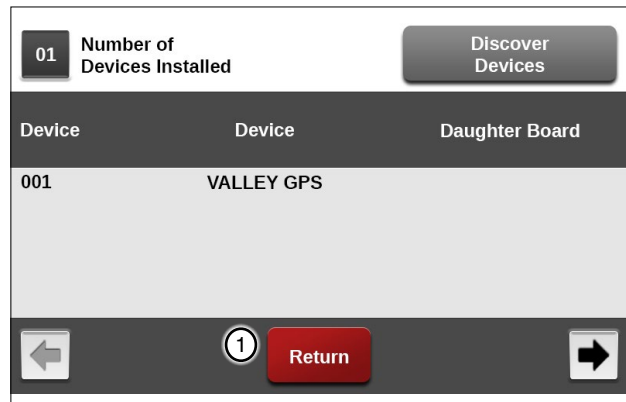 01
Number of
Devices Installed
Discover
Devices
Device Device Daughter Board
001 VALLEY GPS
1 Return